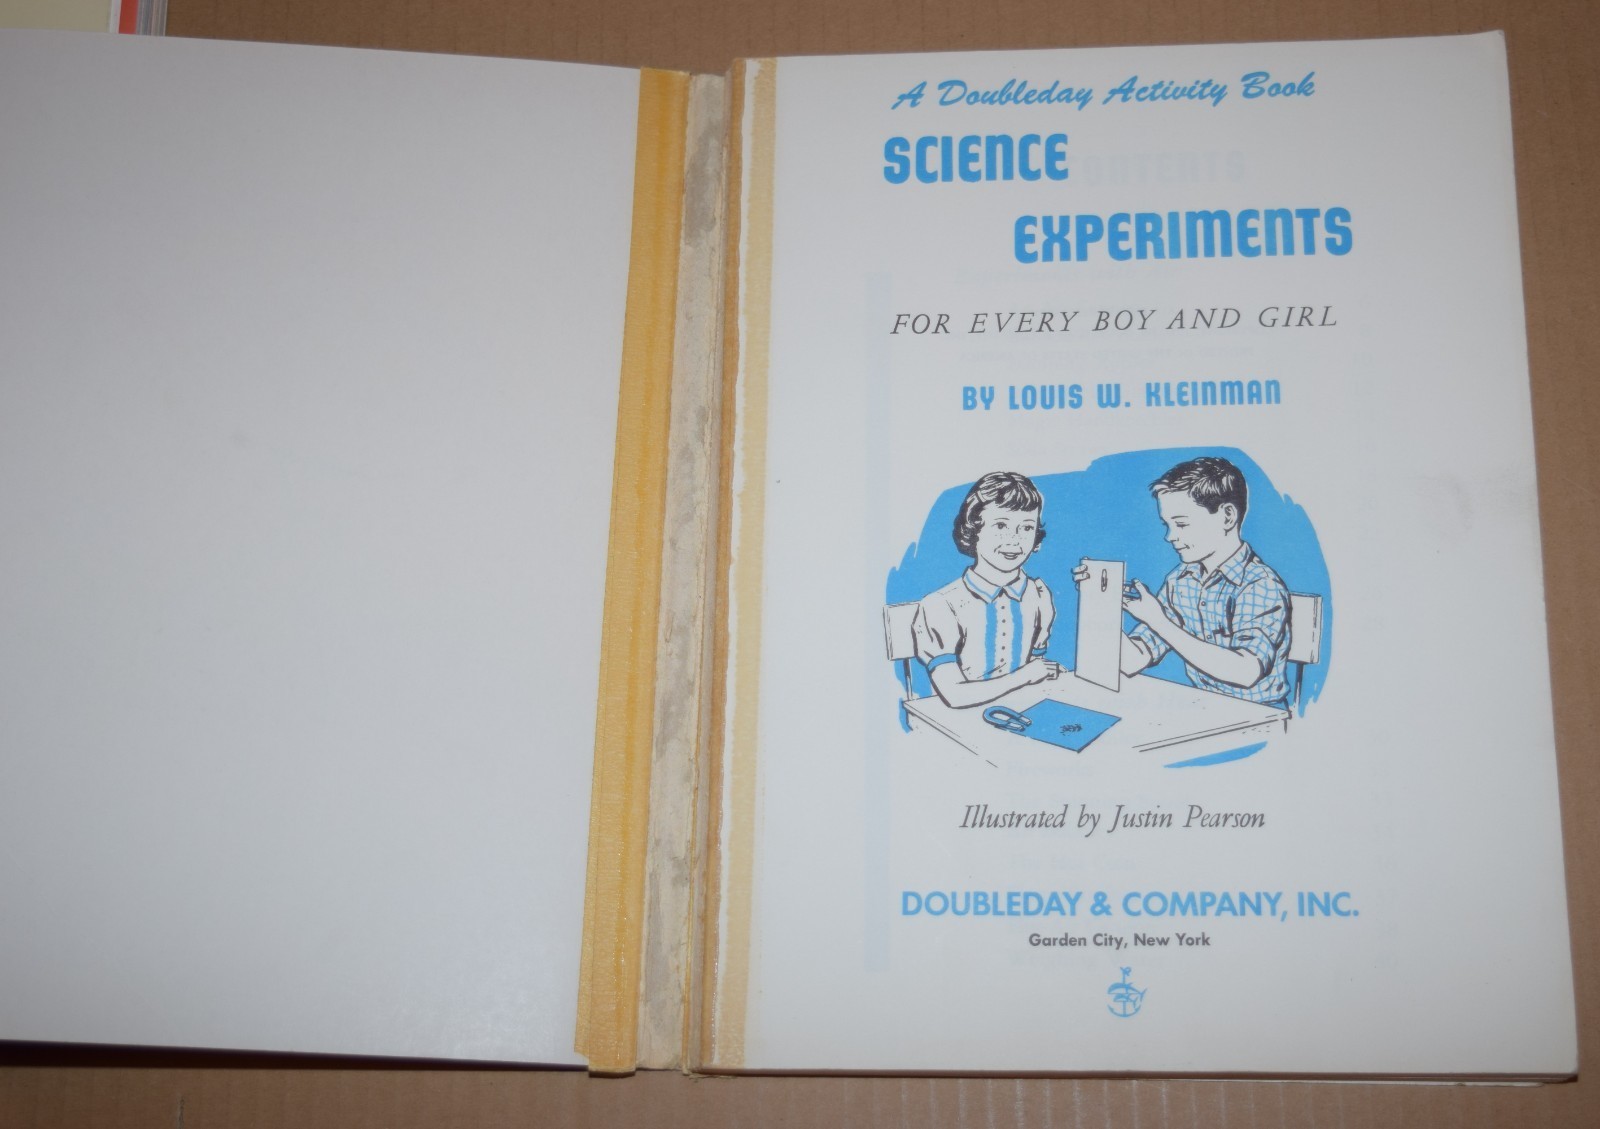 A Doubleday Activity Book
SCIENCE
EXPERIMENTS
FOR EVERY BOY AND GIRL
BY LOUIS W. KLEINMAN
Illustrated by Justin Pearson
DOUBLEDAY & COMPANY, INC.
Garden City, New York